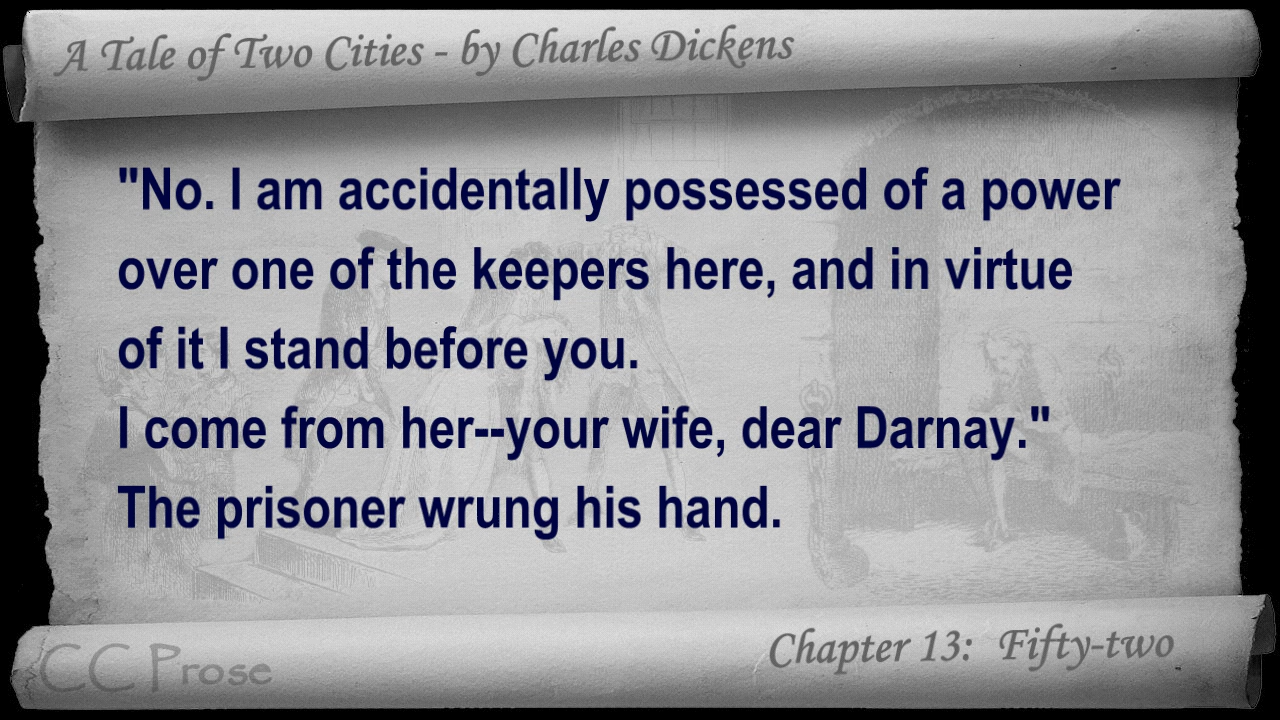 A Tale of Two Cities - by Charles Dickens
"No. I am accidentally possessed of a power
over one of the keepers here, and in virtue
of it I stand before you.
I come from her--your wife, dear Darnay."
The prisoner wrung his hand.
Chapter 13: Fifty-two
CC Prose